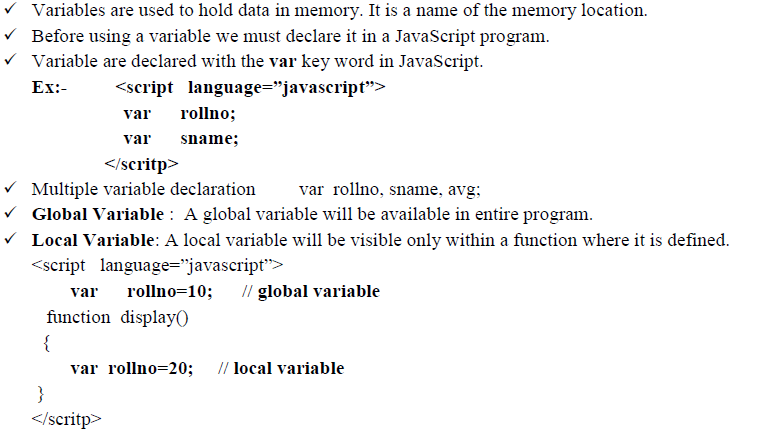 ✓ Variables are used to hold data in memory. It is a name of the memory location.
✓ Before using a variable we must declare it in a JavaScript program.
✓ Variable are declared with the var key word in JavaScript.
Ex:- <script language=”javascript”>
var rollno;
var sname;
</scritp>
✓ Multiple variable declaration var rollno, sname, avg;
✓ Global Variable : A global variable will be available in entire program.
✓ Local Variable: A local variable will be visible only within a function where it is defined.
<script language=”javascript”>
var rollno=10; // global variable
function display()
{
var rollno=20; // local variable
}
</scritp>